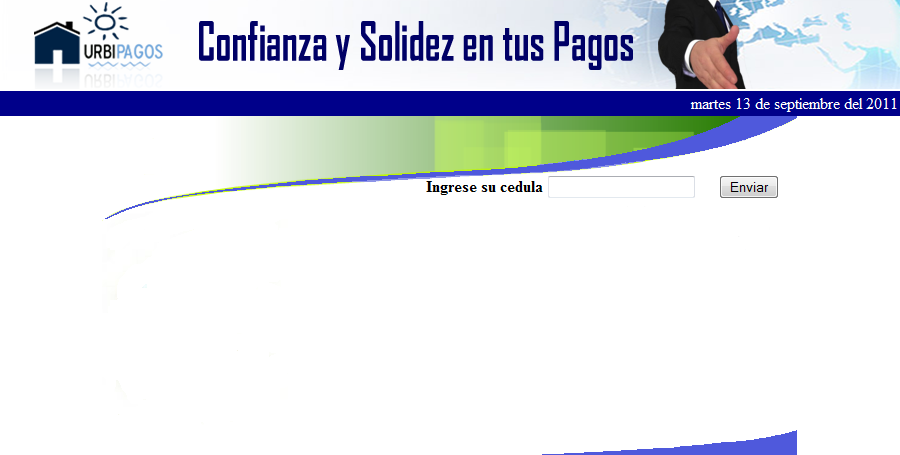 URBIPAGOS
Confianza y Solidez en tus Pagos
martes 13 de septiembre del 2011
Ingrese su cedula
Enviar